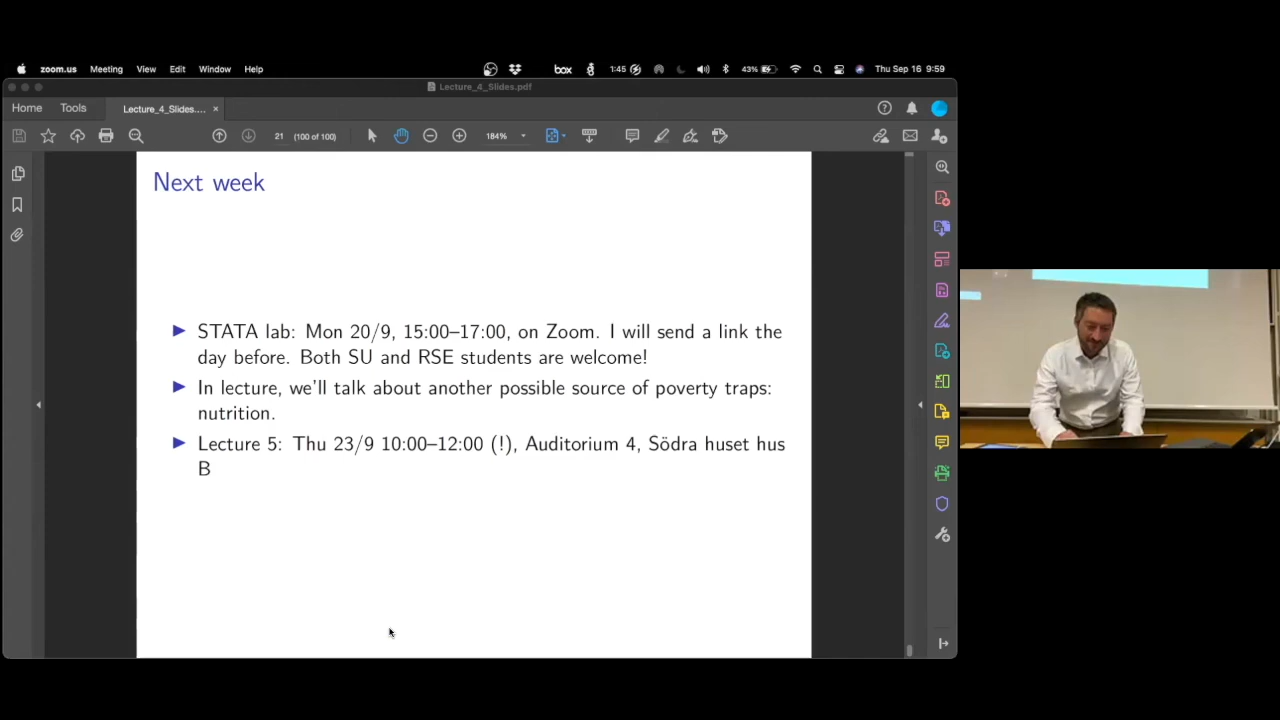 zoom.us Meeting View Edit Window Help 1:45 43% Thu Sep 16 9:59
Lecture_4_Slides.pdf
Home Tools Lecture_4_Slides.... ×
21 (100 of 100) 184%
Next week
STATA lab: Mon 20/9, 15:00–17:00, on Zoom. I will send a link the
day before. Both SU and RSE students are welcome!
In lecture, we'll talk about another possible source of poverty traps:
nutrition.
Lecture 5: Thu 23/9 10:00–12:00 (!), Auditorium 4, Södra huset hus
B